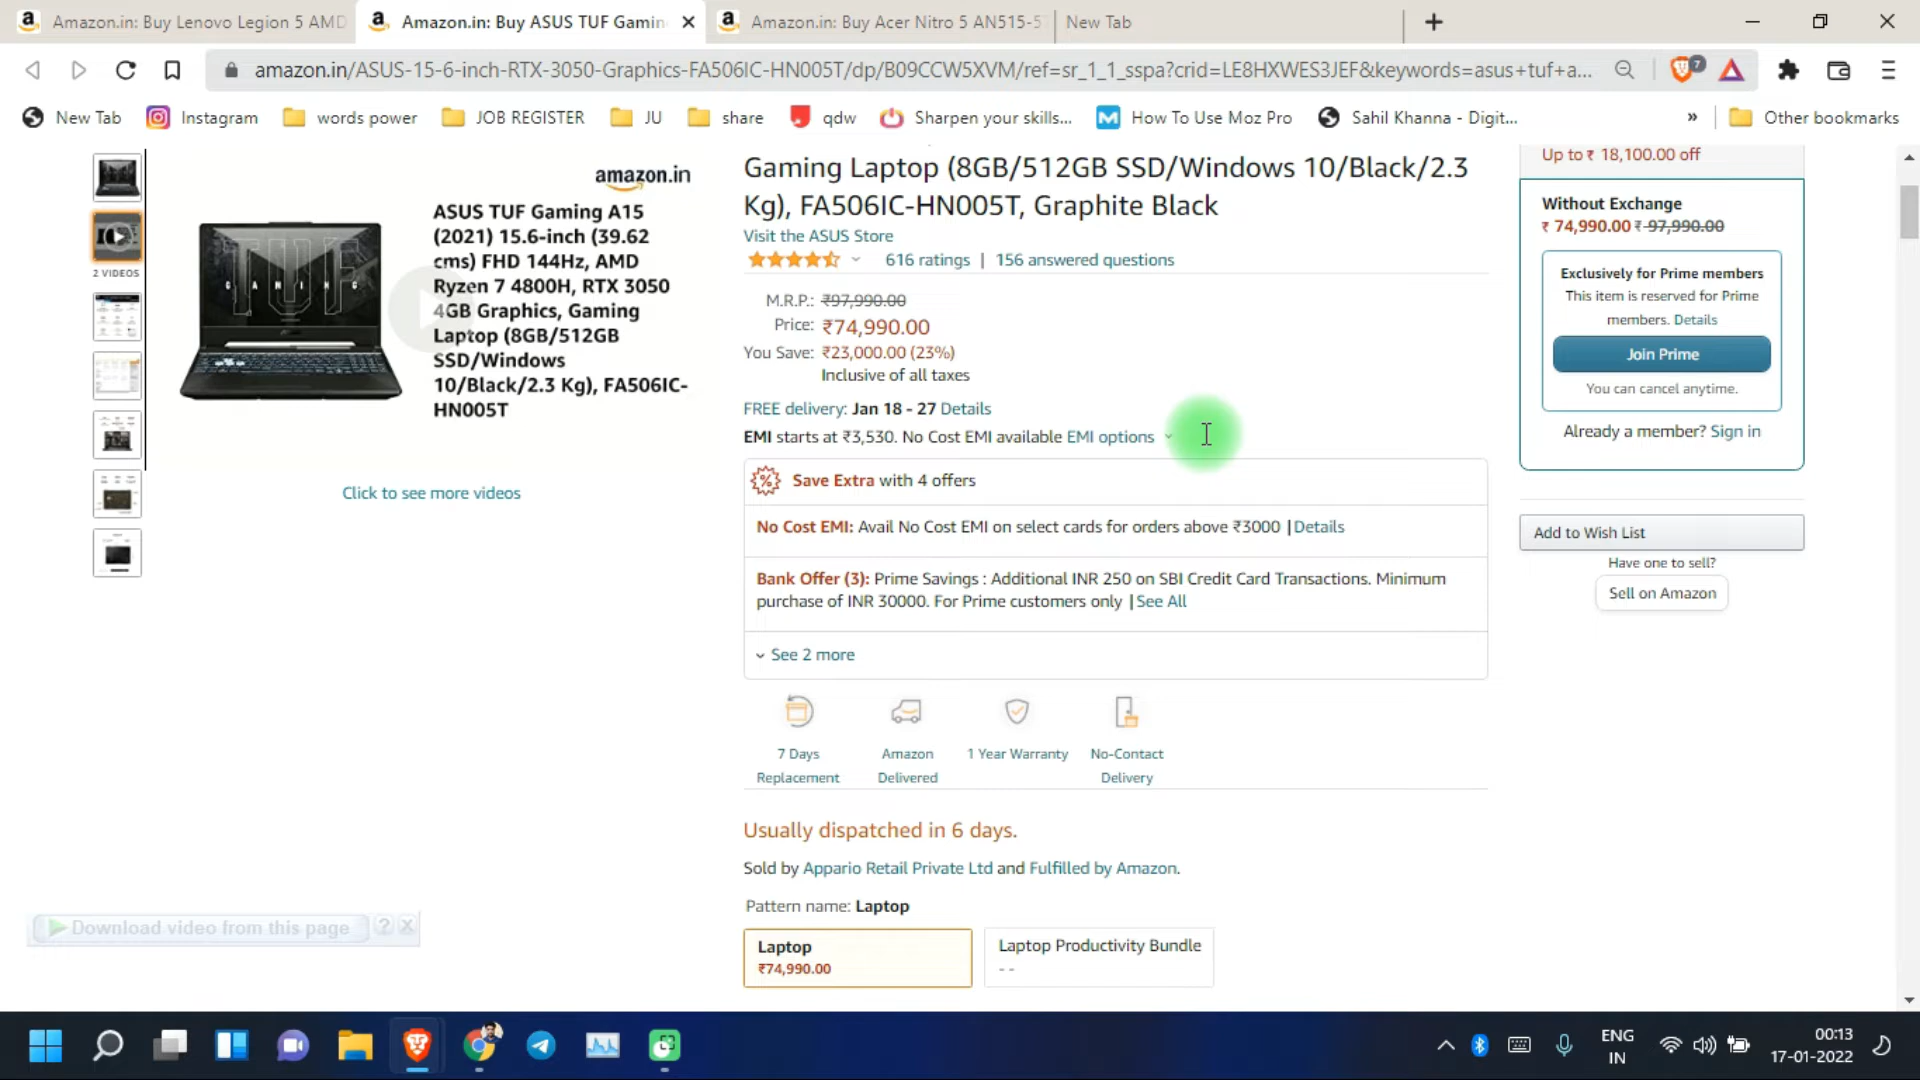 Amazon.in: Buy Lenovo Legion 5 AMD
Amazon.in: Buy ASUS TUF Gamin
Amazon.in: Buy Acer Nitro 5 AN515-5
New Tab
amazon.in/ASUS-15-6-inch-RTX-3050-Graphics-FA506IC-HN005T/dp/B09CCW5XVM/ref=sr_1_1_sspa?crid=LE8HXWES3JEF&keywords=asus+tuf+a...
7
New Tab
Instagram
words power
JOB REGISTER
JU
share
qdw
Sharpen your skills...
How To Use Moz Pro
Sahil Khanna - Digit...
»
Other bookmarks
2 VIDEOS
amazon.in
ASUS TUF Gaming A15
(2021) 15.6-inch (39.62
cms) FHD 144Hz, AMD
Ryzen 7 4800H, RTX 3050
4GB Graphics, Gaming
Laptop (8GB/512GB
SSD/Windows
10/Black/2.3 Kg), FA506IC-
HN005T
TUF
GAMING
Click to see more videos
Download video from this page
?
Gaming Laptop (8GB/512GB SSD/Windows 10/Black/2.3
Kg), FA506IC-HN005T, Graphite Black
Visit the ASUS Store
616 ratings | 156 answered questions
M.R.P.: ₹97,990.00
Price: ₹74,990.00
You Save: ₹23,000.00 (23%)
Inclusive of all taxes
FREE delivery: Jan 18 - 27 Details
EMI starts at ₹3,530. No Cost EMI available EMI options
Save Extra with 4 offers
No Cost EMI: Avail No Cost EMI on select cards for orders above ₹3000 |Details
Bank Offer (3): Prime Savings : Additional INR 250 on SBI Credit Card Transactions. Minimum
purchase of INR 30000. For Prime customers only |See All
See 2 more
7 Days
Replacement
Amazon
Delivered
1 Year Warranty
No-Contact
Delivery
Usually dispatched in 6 days.
Sold by Appario Retail Private Ltd and Fulfilled by Amazon.
Pattern name: Laptop
Laptop
₹74,990.00
Laptop Productivity Bundle
- -
Up to ₹ 18,100.00 off
Without Exchange
₹ 74,990.00 ₹ 97,990.00
Exclusively for Prime members
This item is reserved for Prime
members. Details
Join Prime
You can cancel anytime.
Already a member? Sign in
Add to Wish List
Have one to sell?
Sell on Amazon
ENG
IN
00:13
17-01-2022